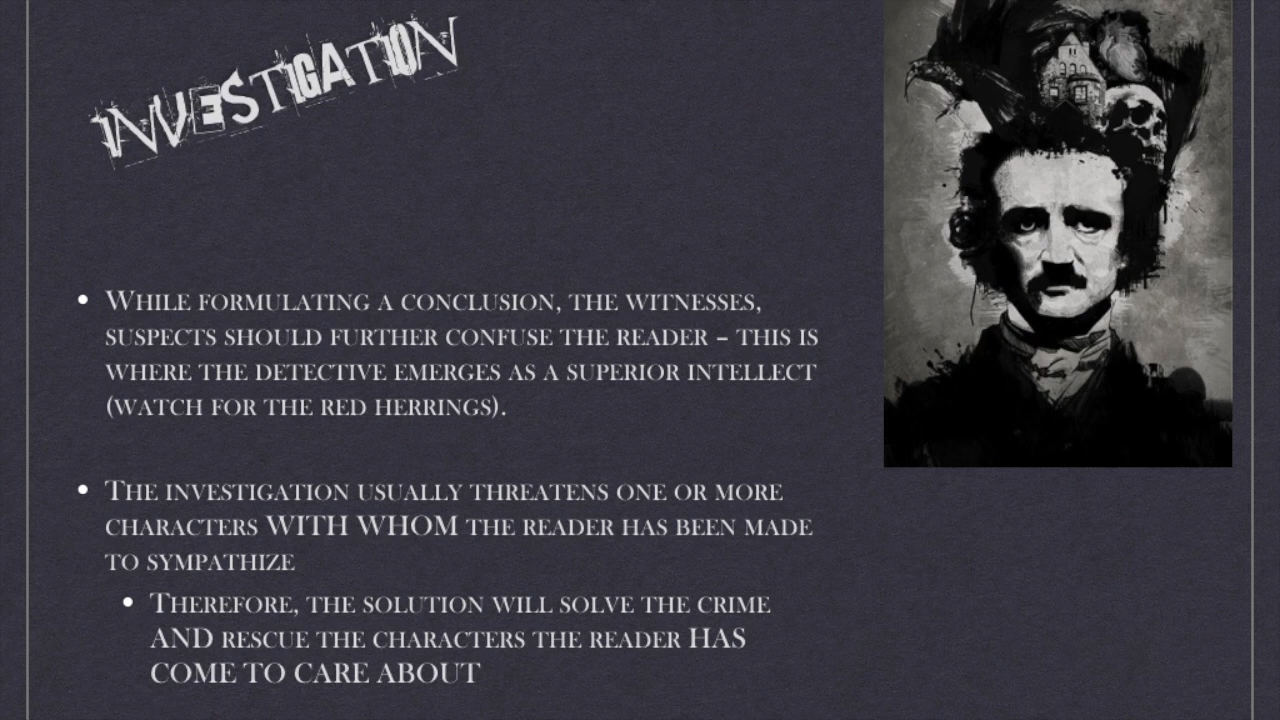 INVESTIGATION
WHILE FORMULATING A CONCLUSION, THE WITNESSES,
SUSPECTS SHOULD FURTHER CONFUSE THE READER – THIS IS
WHERE THE DETECTIVE EMERGES AS A SUPERIOR INTELLECT
(WATCH FOR THE RED HERRINGS).
THE INVESTIGATION USUALLY THREATENS ONE OR MORE
CHARACTERS WITH WHOM THE READER HAS BEEN MADE
TO SYMPATHIZE
THEREFORE, THE SOLUTION WILL SOLVE THE CRIME
AND RESCUE THE CHARACTERS THE READER HAS
COME TO CARE ABOUT